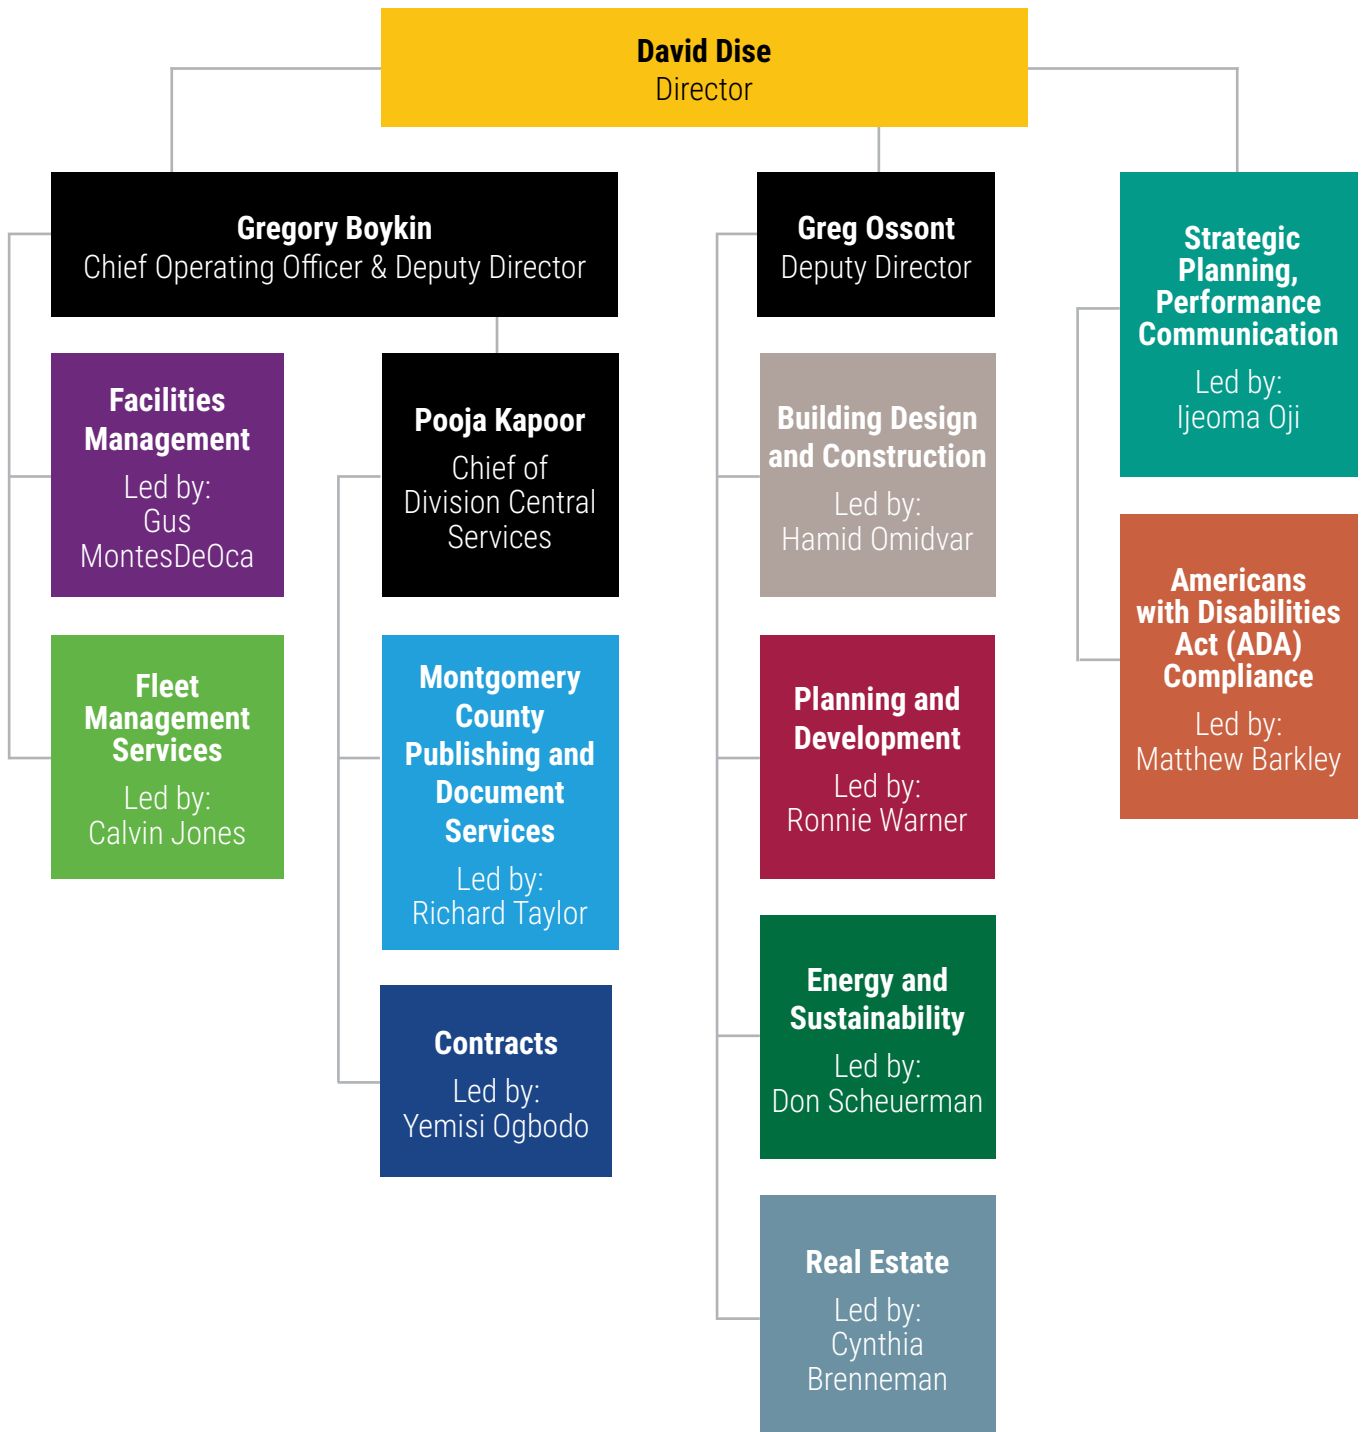 David Dise
Director
Gregory Boykin
Chief Operating Officer & Deputy Director
Greg Ossont
Deputy Director
Strategic
Planning,
Performance
Communication
Led by:
Ijeoma Oji
Facilities
Management
Led by:
Gus
MontesDeOca
Pooja Kapoor
Chief of
Division Central
Services
Building Design
and Construction
Led by:
Hamid Omidvar
Americans
with Disabilities
Act (ADA)
Compliance
Led by:
Matthew Barkley
Fleet
Management
Services
Led by:
Calvin Jones
Montgomery
County
Publishing and
Document
Services
Led by:
Richard Taylor
Planning and
Development
Led by:
Ronnie Warner
Contracts
Led by:
Yemisi Ogbodo
Energy and
Sustainability
Led by:
Don Scheuerman
Real Estate
Led by:
Cynthia
Brenneman